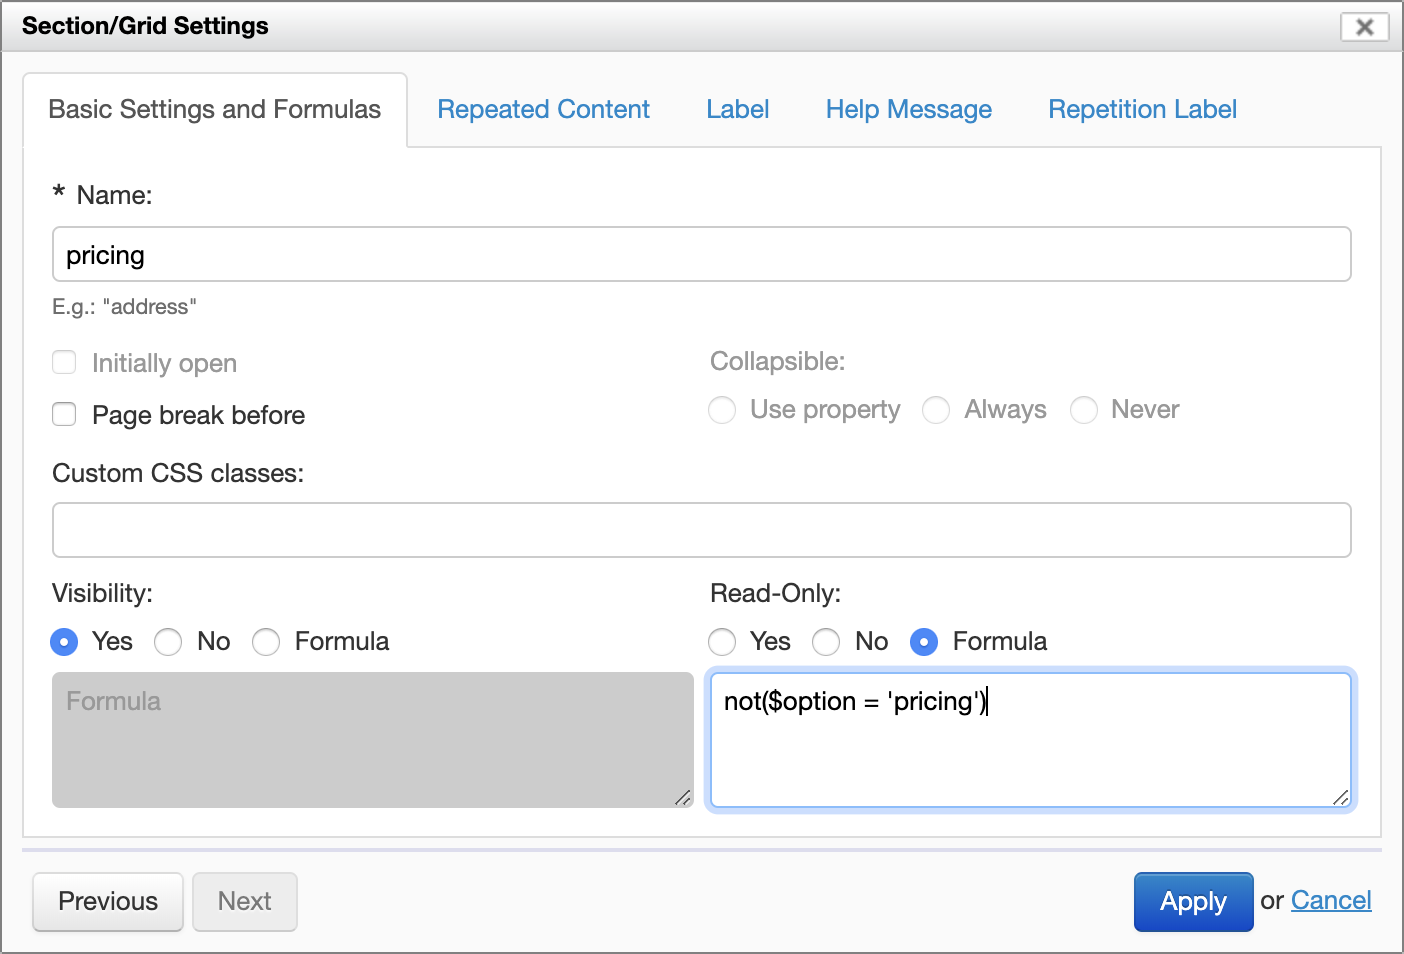 Section/Grid Settings
Basic Settings and Formulas Repeated Content Label Help Message Repetition Label
* Name:
pricing
E.g.: "address"
Initially open Collapsible:
Page break before Use property Always Never
Custom CSS classes:
Visibility: Read-Only:
Yes No Formula Yes No Formula
Formula not($option = 'pricing')
Previous Next Apply or Cancel